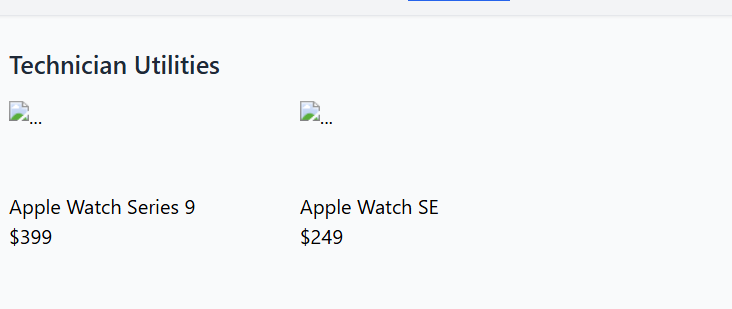 Technician Utilities
... ...
Apple Watch Series 9 Apple Watch SE
$399 $249